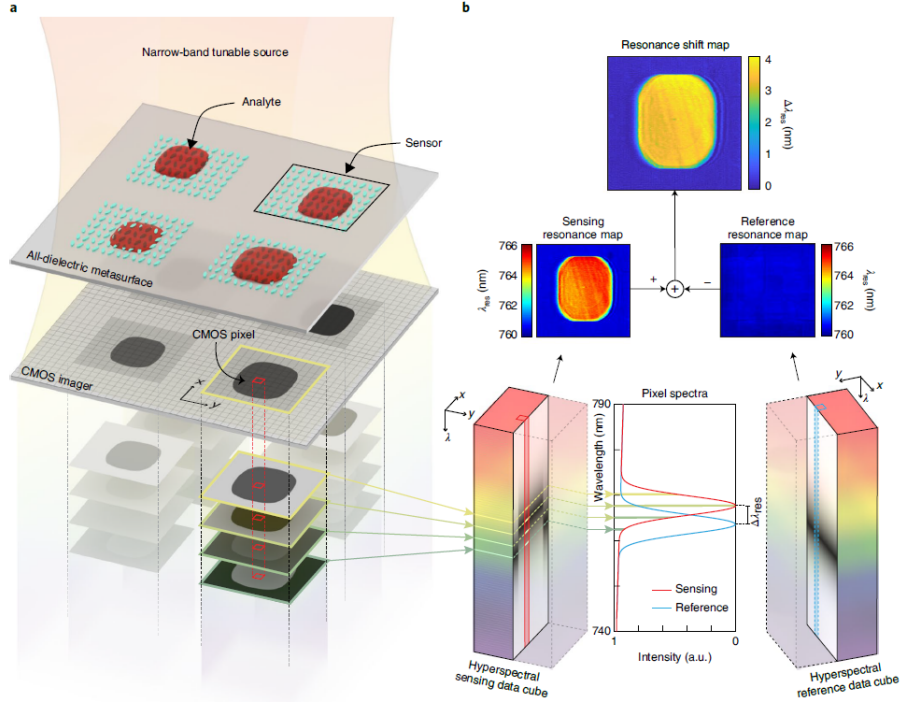 a
Narrow-band tunable source
Analyte
Sensor
All-dielectric metasurface
CMOS pixel
CMOS imager
x
y
b
Resonance shift map
4
3
2
1
0
Δλres (nm)
Sensing
resonance map
766
764
762
760
λres (nm)
+
+
−
Reference
resonance map
766
764
762
760
λres (nm)
x
y
λ
Pixel spectra
790
Wavelength (nm)
740
1
0
Intensity (a.u.)
Sensing
Reference
Δλres
y
x
λ
Hyperspectral
sensing data cube
Hyperspectral
reference data cube